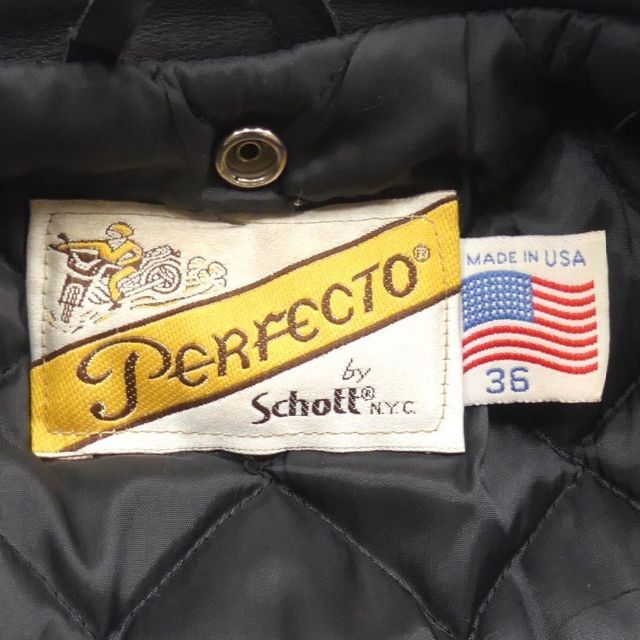 PERFECTO®
by
Schott® N.Y.C.
MADE IN USA
36